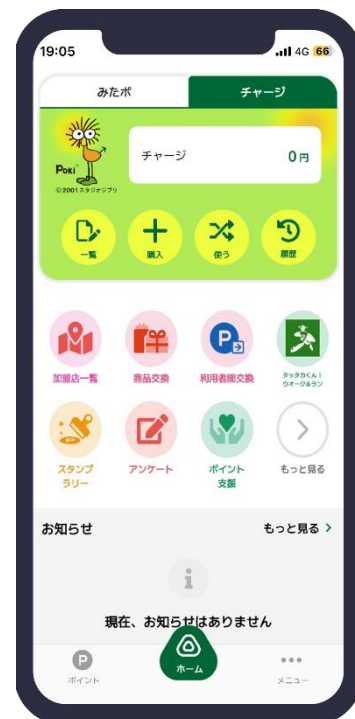 19:05
4G 66
みたポ
チャージ
Poki
©2001スタジオジブリ
チャージ
0円
一覧
購入
使う
履歴
加盟店一覧
商品交換
P
利用者間交換
タッタカくん！
ウオーク&ラン
スタンプ
ラリー
アンケート
ポイント
支援
もっと見る
お知らせ
もっと見る
i
現在、お知らせはありません
P
ポイント
ホーム
メニュー